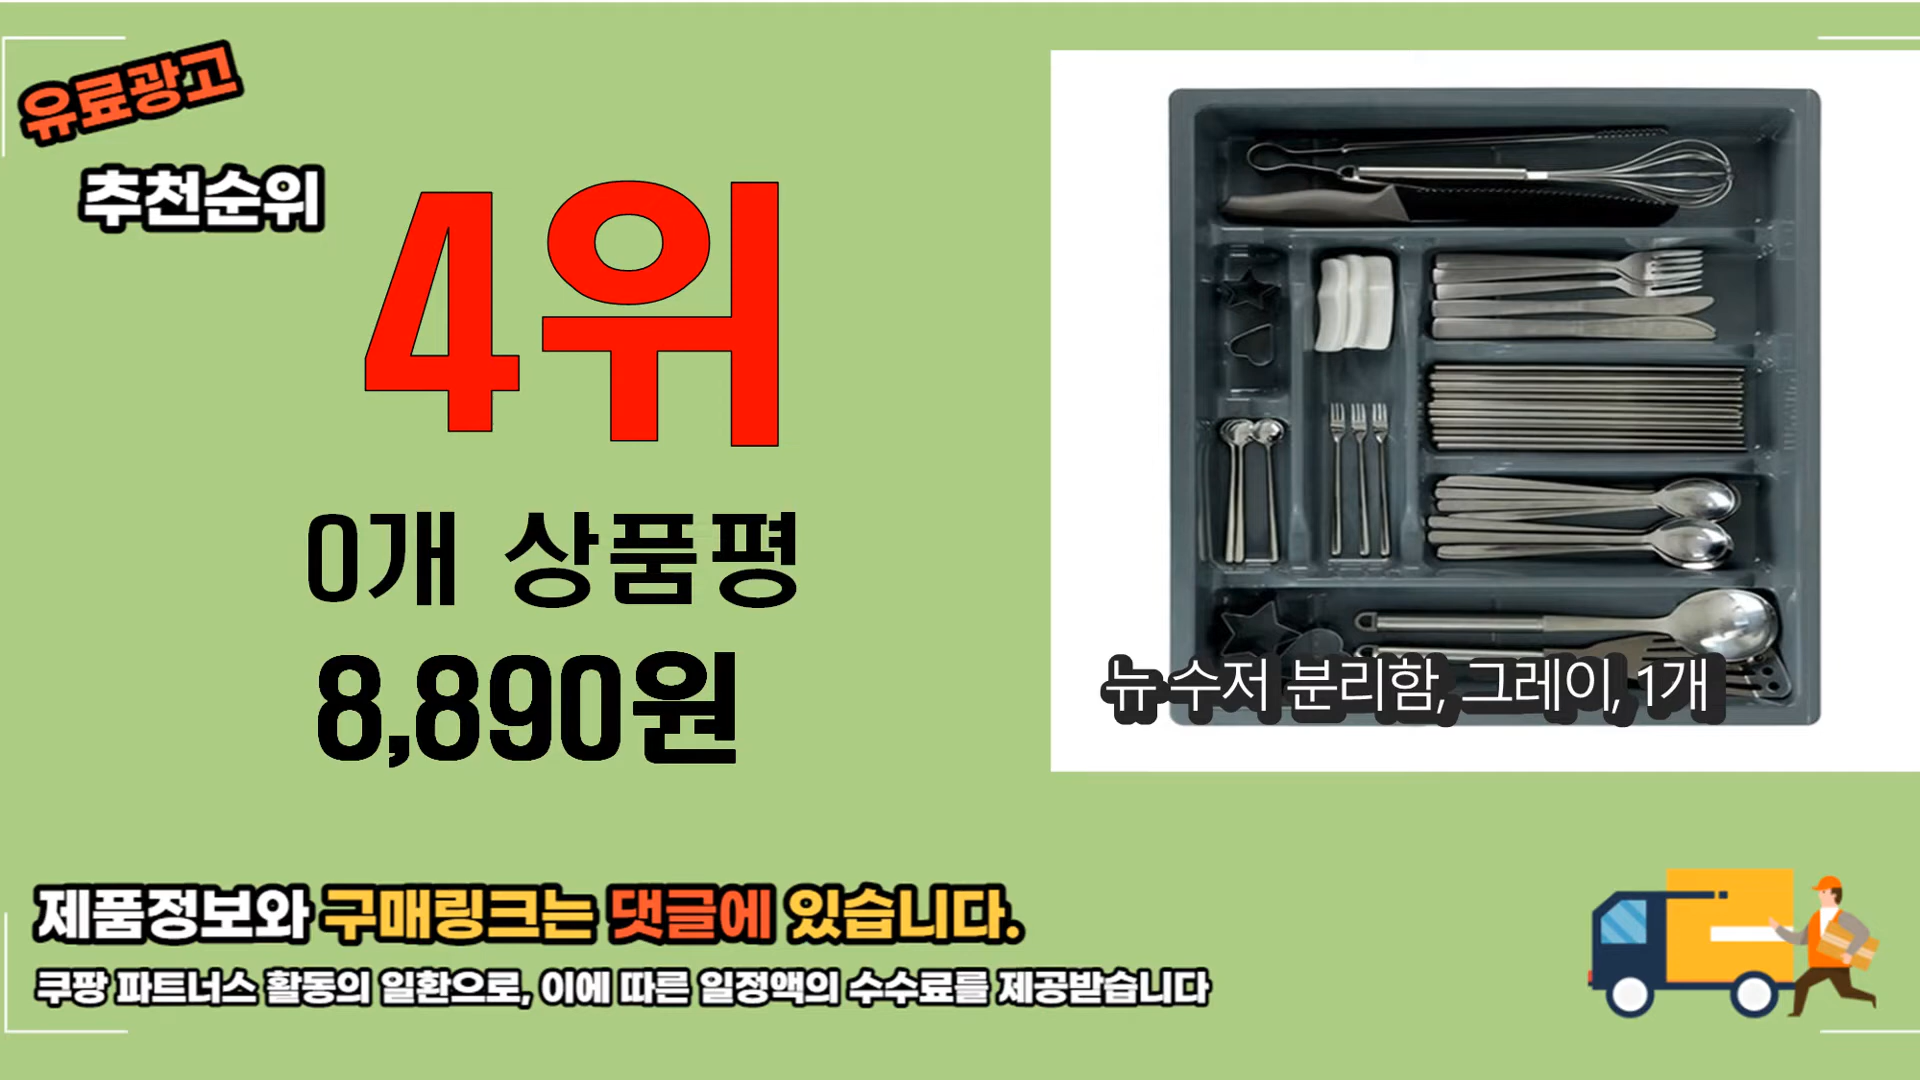 유료광고
추천순위
4위
0개 상품평
8,890원
뉴 수저 분리함, 그레이, 1개
제품정보와 구매링크는 댓글에 있습니다.
쿠팡 파트너스 활동의 일환으로, 이에 따른 일정액의 수수료를 제공받습니다